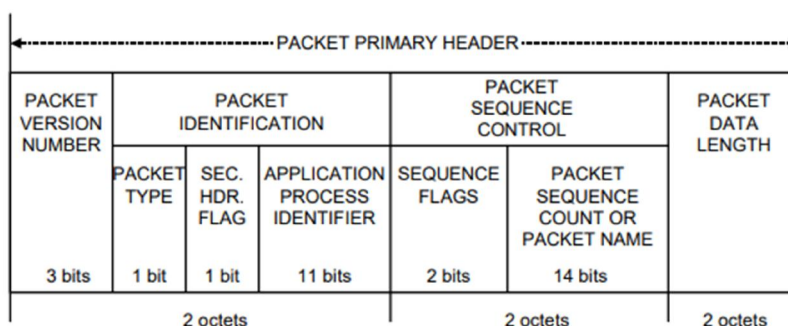 PACKET PRIMARY HEADER
PACKET
VERSION
NUMBER
3 bits
PACKET
IDENTIFICATION
PACKET
TYPE
1 bit
SEC.
HDR.
FLAG
1 bit
APPLICATION
PROCESS
IDENTIFIER
11 bits
PACKET
SEQUENCE
CONTROL
SEQUENCE
FLAGS
2 bits
PACKET
SEQUENCE
COUNT OR
PACKET NAME
14 bits
PACKET
DATA
LENGTH
2 octets
2 octets
2 octets